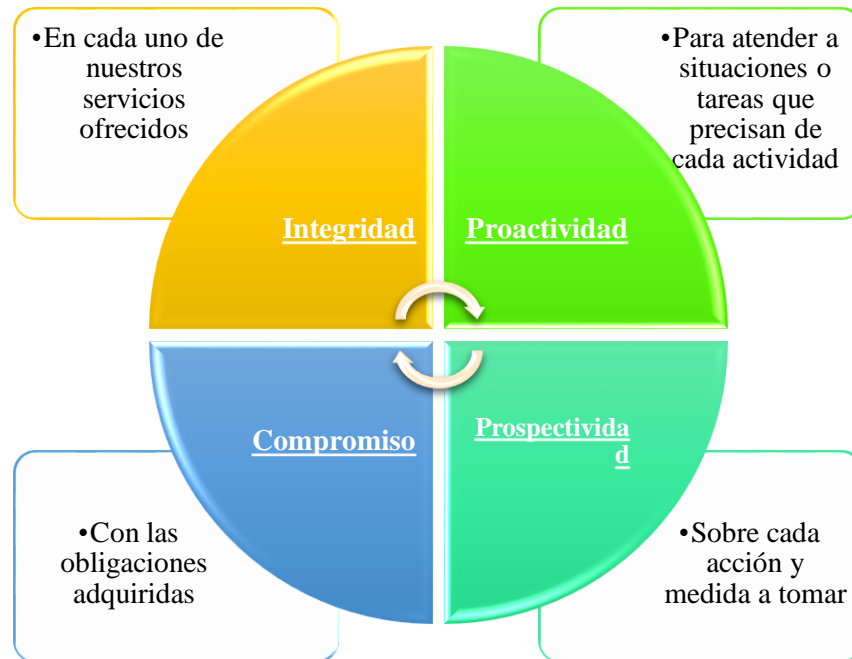 •En cada uno de
nuestros
servicios
ofrecidos
•Para atender a
situaciones o
tareas que
precisan de
cada actividad
Integridad
Proactividad
Compromiso
Prospectivida
d
•Con las
obligaciones
adquiridas
•Sobre cada
acción y
medida a tomar